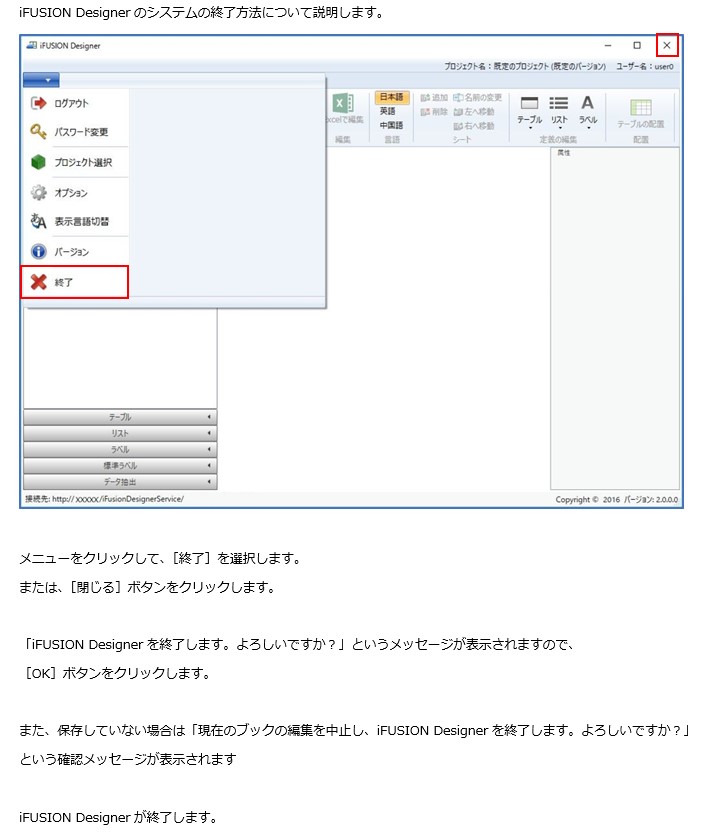 iFUSION Designer のシステムの終了方法について説明します。
iFUSION Designer
プロジェクト名：既定のプロジェクト (既定のバージョン) ユーザー名：user0
ログアウト
パスワード変更
プロジェクト選択
オプション
表示言語切替
バージョン
終了
xcelで編集
編集
日本語
英語
中国語
言語
追加 名前の変更
削除 左へ移動
右へ移動
シート
テーブル リスト ラベル
定義の編集
テーブルの配置
配置
属性
テーブル
リスト
ラベル
標準ラベル
データ抽出
接続先: http:// xxxxx/iFusionDesignerService/
Copyright © 2016 バージョン: 2.0.0.0
メニューをクリックして、［終了］を選択します。
または、［閉じる］ボタンをクリックします。
「iFUSION Designer を終了します。よろしいですか？」というメッセージが表示されますので、
［OK］ボタンをクリックします。
また、保存していない場合は「現在のブックの編集を中止し、iFUSION Designer を終了します。よろしいですか？」
という確認メッセージが表示されます
iFUSION Designer が終了します。